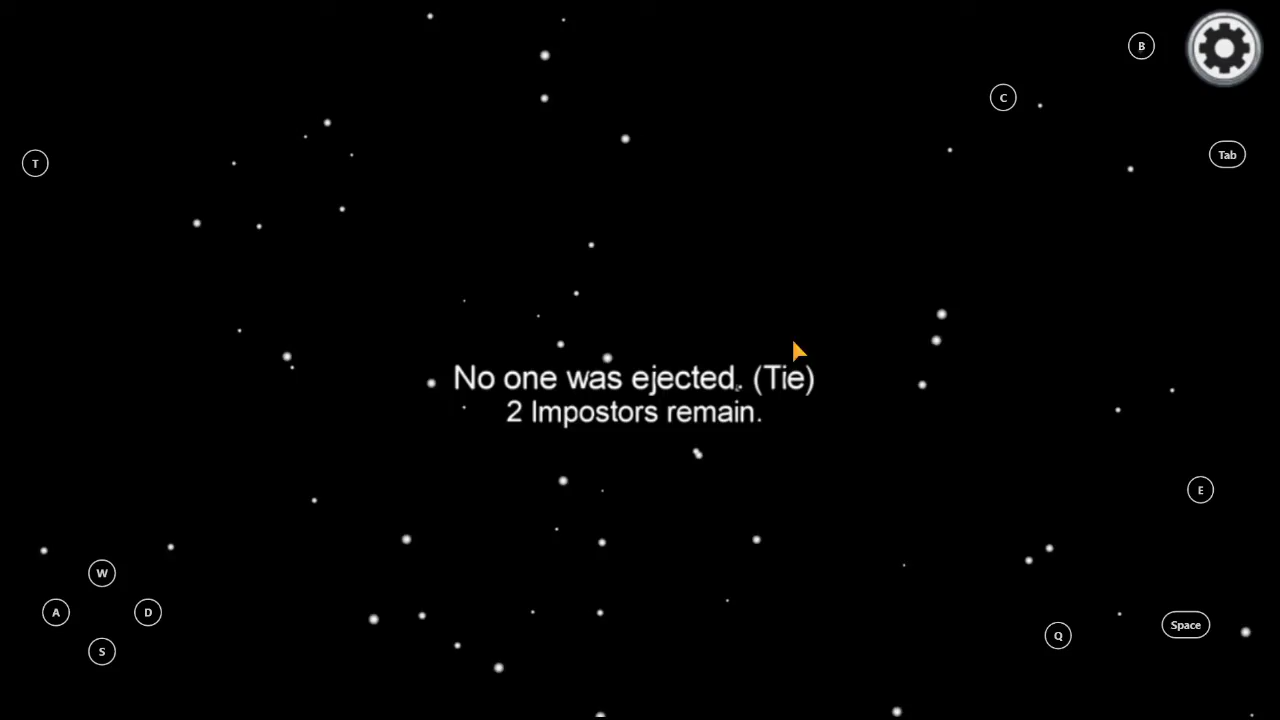 B
C
T
Tab
No one was ejected. (Tie)
2 Impostors remain.
E
W
A
D
Space
Q
S